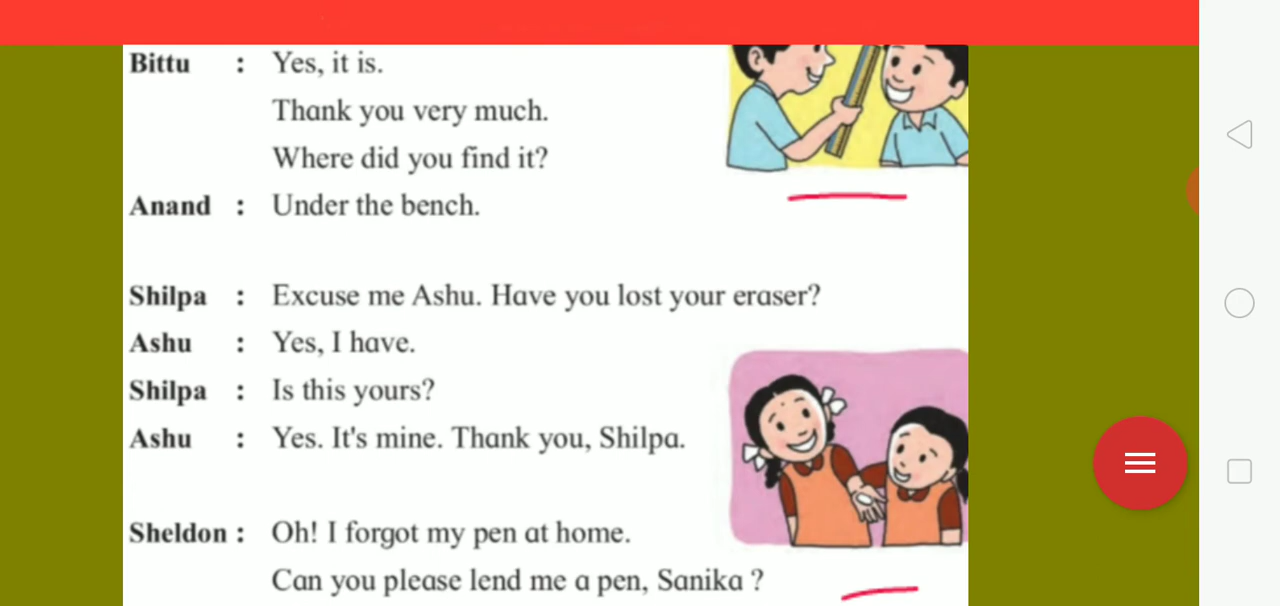 Bittu : Yes, it is.
Thank you very much.
Where did you find it?
Anand : Under the bench.
Shilpa : Excuse me Ashu. Have you lost your eraser?
Ashu : Yes, I have.
Shilpa : Is this yours?
Ashu : Yes. It's mine. Thank you, Shilpa.
Sheldon : Oh! I forgot my pen at home.
Can you please lend me a pen, Sanika ?